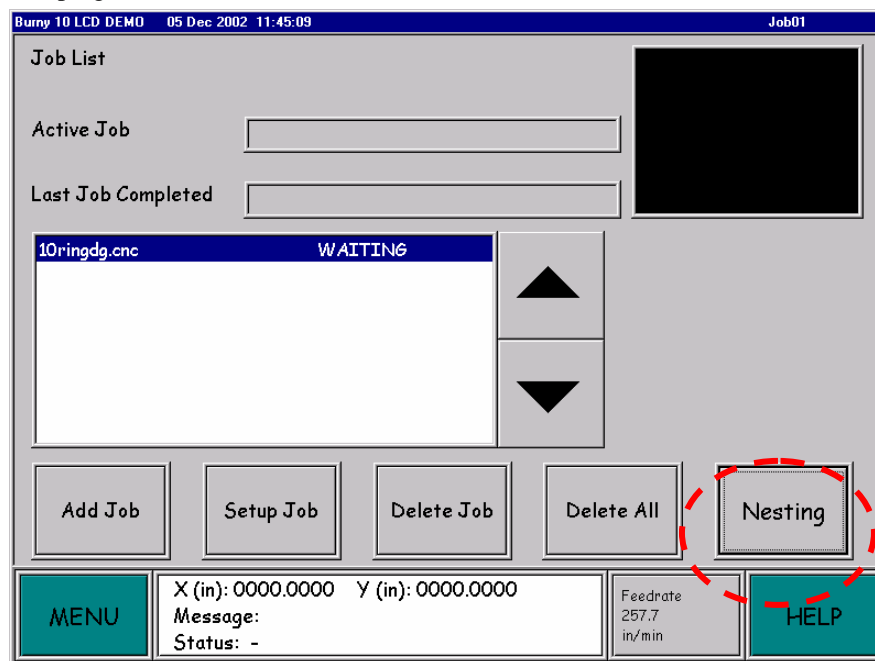 Burny 10 LCD DEMO 05 Dec 2002 11:45:09 Job01
Job List
Active Job
Last Job Completed
10ringdg.cnc WAITING
Add Job Setup Job Delete Job Delete All Nesting
MENU
X (in): 0000.0000 Y (in): 0000.0000
Message:
Status: -
Feedrate
257.7
in/min
HELP